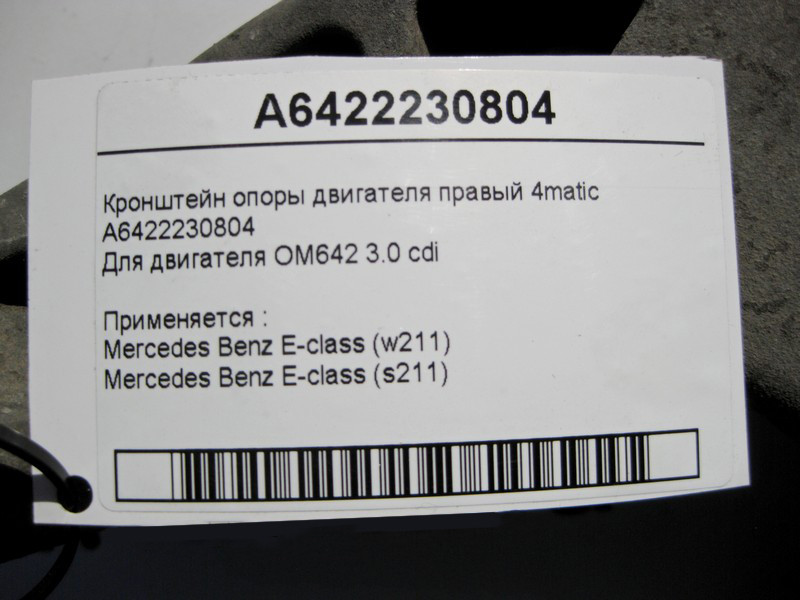 A6422230804
Кронштейн опоры двигателя правый 4matic
A6422230804
Для двигателя OM642 3.0 cdi
Применяется :
Mercedes Benz E-class (w211)
Mercedes Benz E-class (s211)